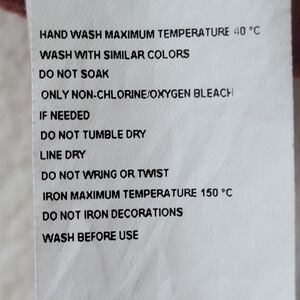 HAND WASH MAXIMUM TEMPERATURE 40 °C
WASH WITH SIMILAR COLORS
DO NOT SOAK
ONLY NON-CHLORINE/OXYGEN BLEACH
IF NEEDED
DO NOT TUMBLE DRY
LINE DRY
DO NOT WRING OR TWIST
IRON MAXIMUM TEMPERATURE 150 °C
DO NOT IRON DECORATIONS
WASH BEFORE USE